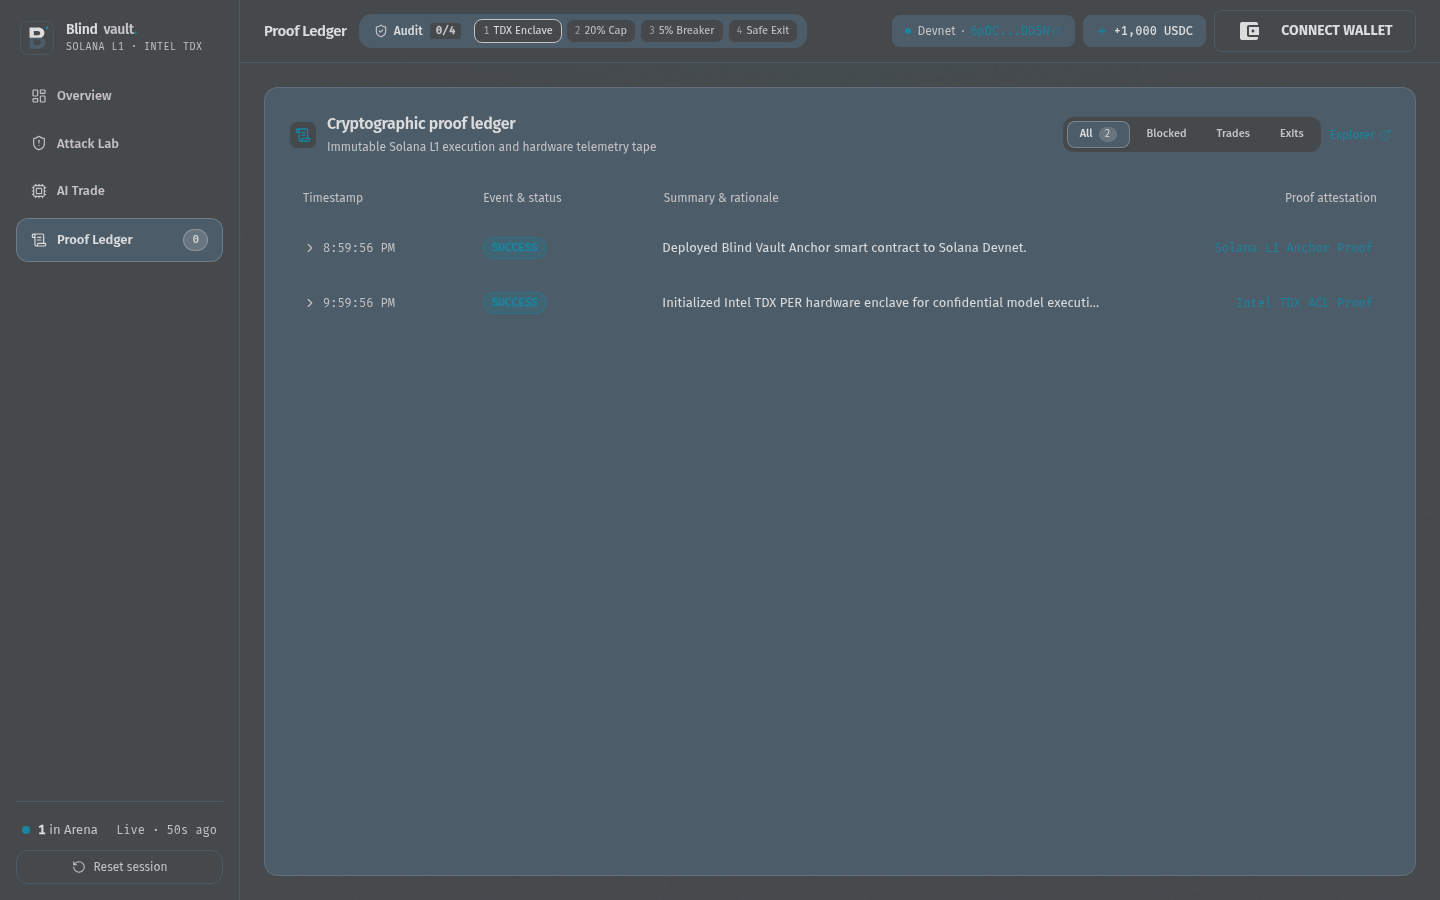 Blind vault.
SOLANA L1 · INTEL TDX
Overview
Attack Lab
AI Trade
Proof Ledger 0
1 in Arena Live · 50s ago
Reset session
Proof Ledger Audit 0/4 1 TDX Enclave 2 20% Cap 3 5% Breaker 4 Safe Exit
Devnet · +1,000 USDC CONNECT WALLET
Cryptographic proof ledger
Immutable Solana L1 execution and hardware telemetry tape
All 2 Blocked Trades Exits Explorer
Timestamp Event & status Summary & rationale Proof attestation
8:59:56 PM SUCCESS Deployed Blind Vault Anchor smart contract to Solana Devnet. Solana L1 Anchor Proof
9:59:56 PM SUCCESS Initialized Intel TDX PER hardware enclave for confidential model executi... Intel TDX ACL Proof